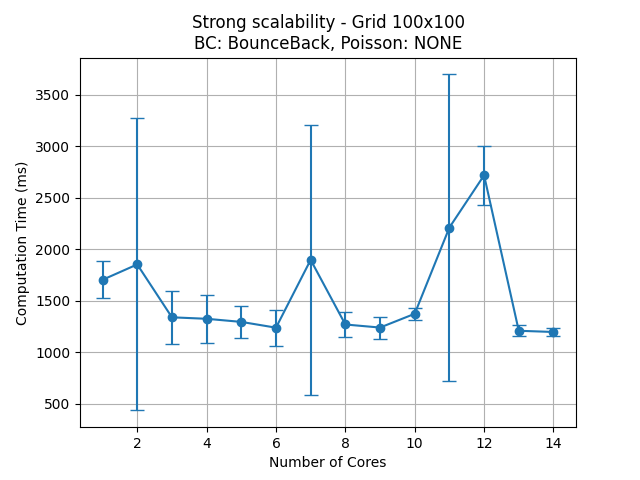 Strong scalability - Grid 100x100
BC: BounceBack, Poisson: NONE
Computation Time (ms)
3500
3000
2500
2000
1500
1000
500
2 4 6 8 10 12 14
Number of Cores